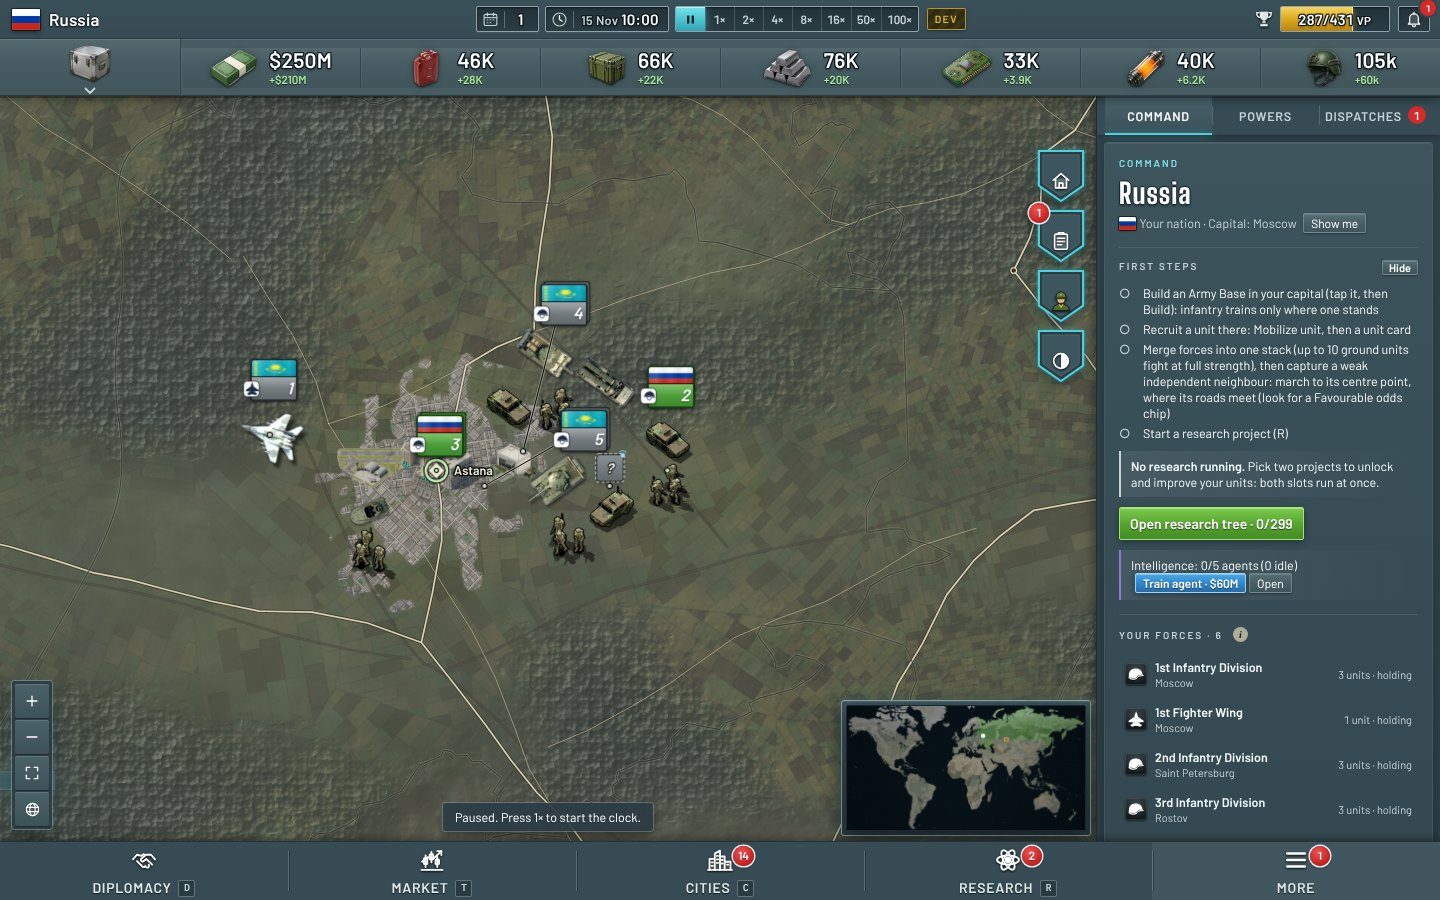 Russia
1
15 Nov 10:00
1×
2×
4×
8×
16×
50×
100×
DEV
287/431 VP
1
$250M
+$210M
46K
+28K
66K
+22K
76K
+20K
33K
+3.9K
40K
+6.2K
105k
+60k
COMMAND
POWERS
DISPATCHES 1
COMMAND
Russia
Your nation · Capital: Moscow
Show me
FIRST STEPS
Hide
Build an Army Base in your capital (tap it, then
Build): infantry trains only where one stands
Recruit a unit there: Mobilize unit, then a unit card
Merge forces into one stack (up to 10 ground units
fight at full strength), then capture a weak
independent neighbour: march to its centre point,
where its roads meet (look for a Favourable odds
chip)
Start a research project (R)
No research running. Pick two projects to unlock
and improve your units: both slots run at once.
Open research tree · 0/299
Intelligence: 0/5 agents (0 idle)
Train agent · $60M
Open
YOUR FORCES · 6
i
1st Infantry Division
Moscow
3 units · holding
1st Fighter Wing
Moscow
1 unit · holding
2nd Infantry Division
Saint Petersburg
3 units · holding
3rd Infantry Division
Rostov
3 units · holding
1
4
1
2
3
5
?
Astana
+
−
Paused. Press 1× to start the clock.
DIPLOMACY D
MARKET T
14
CITIES C
2
RESEARCH R
1
MORE